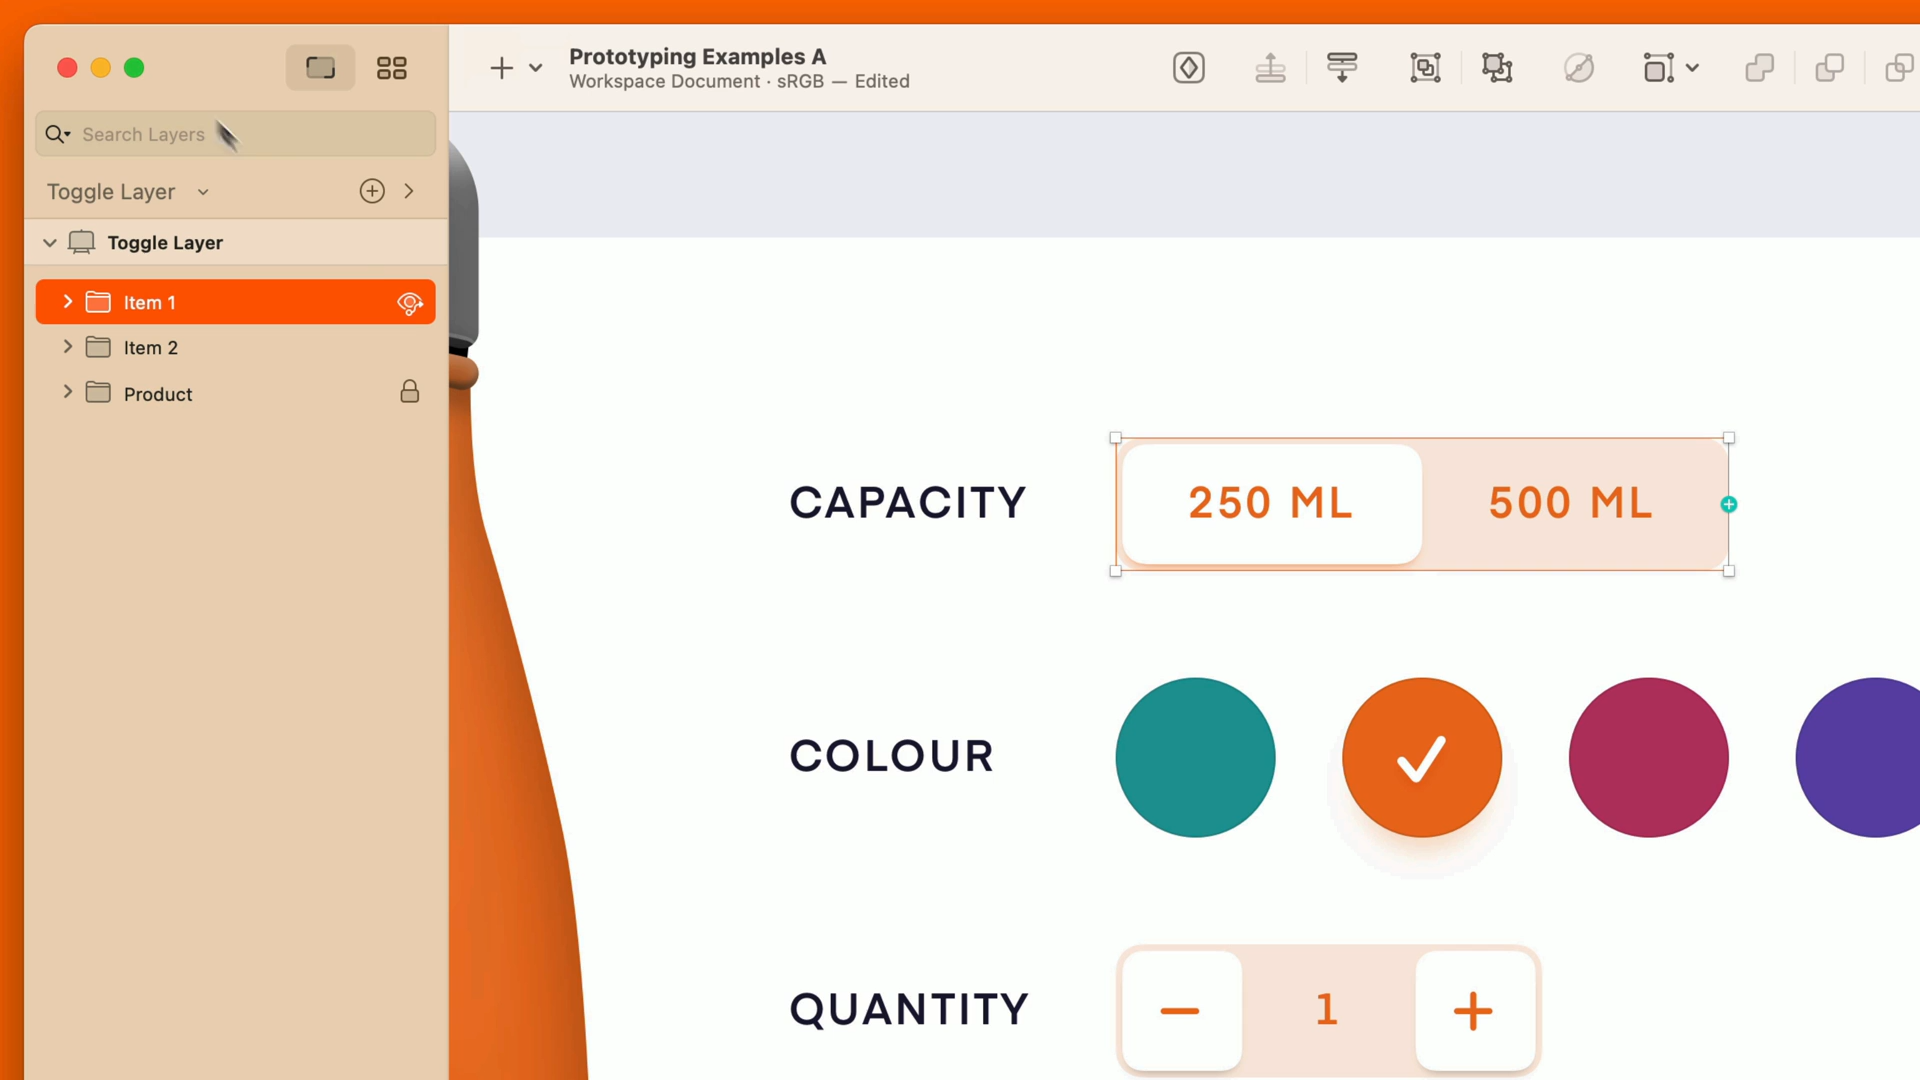 Prototyping Examples A
Workspace Document · sRGB — Edited
Search Layers
Toggle Layer
Toggle Layer
Item 1
Item 2
Product
CAPACITY
250 ML
500 ML
COLOUR
QUANTITY
1